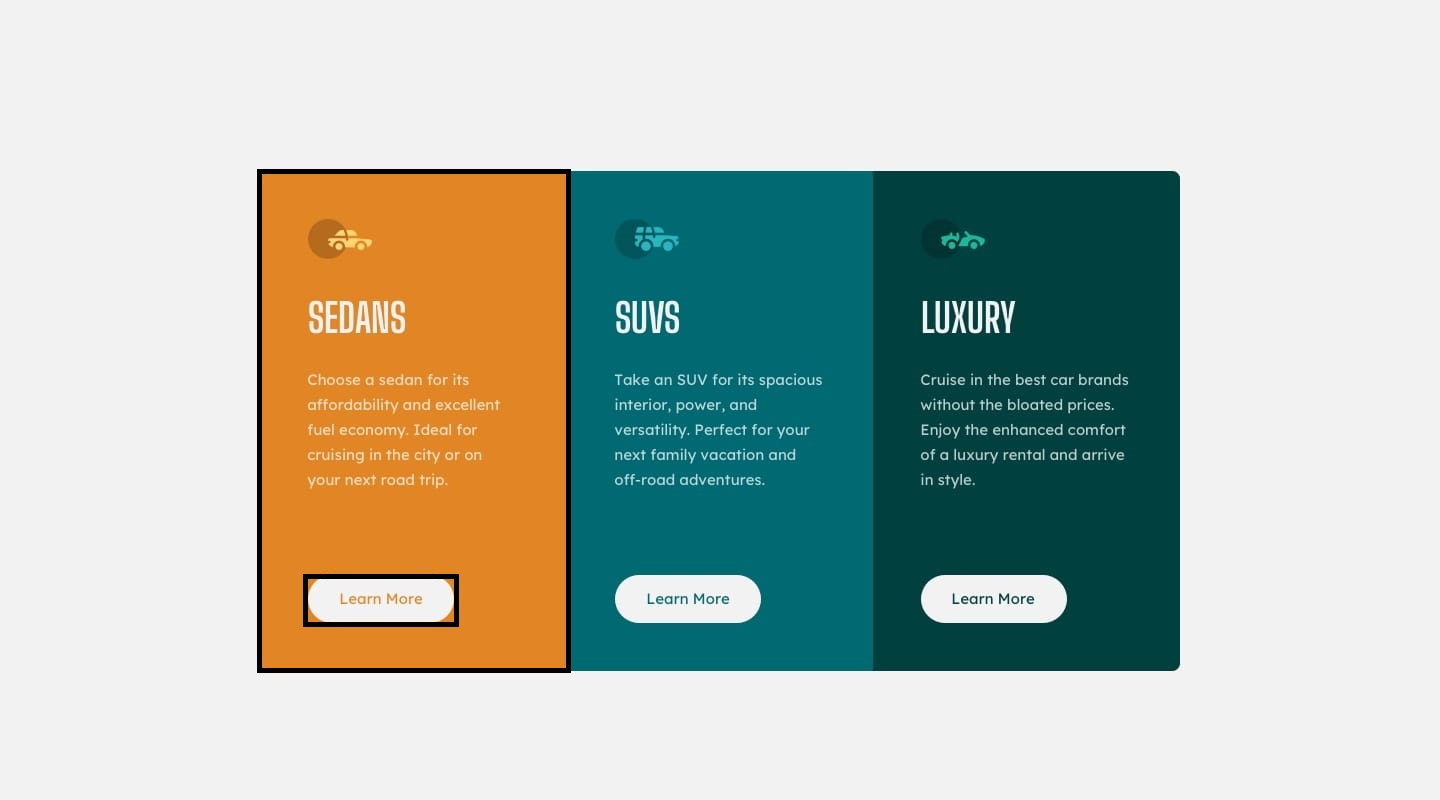 SEDANS
Choose a sedan for its
affordability and excellent
fuel economy. Ideal for
cruising in the city or on
your next road trip.
Learn More
SUVS
Take an SUV for its spacious
interior, power, and
versatility. Perfect for your
next family vacation and
off-road adventures.
Learn More
LUXURY
Cruise in the best car brands
without the bloated prices.
Enjoy the enhanced comfort
of a luxury rental and arrive
in style.
Learn More